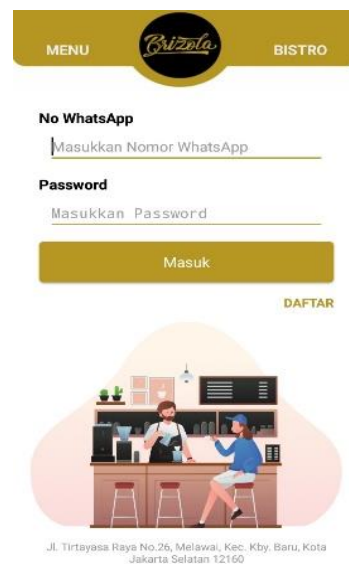 MENU
Brizola
BISTRO
No WhatsApp
Masukkan Nomor WhatsApp
Password
Masukkan Password
Masuk
DAFTAR
Jl. Tirtayasa Raya No.26, Melawai, Kec. Kby. Baru, Kota
Jakarta Selatan 12160